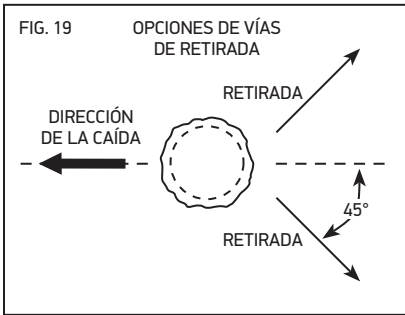 FIG. 19
OPCIONES DE VÍAS
DE RETIRADA
RETIRADA
DIRECCIÓN
DE LA CAÍDA
45°
RETIRADA